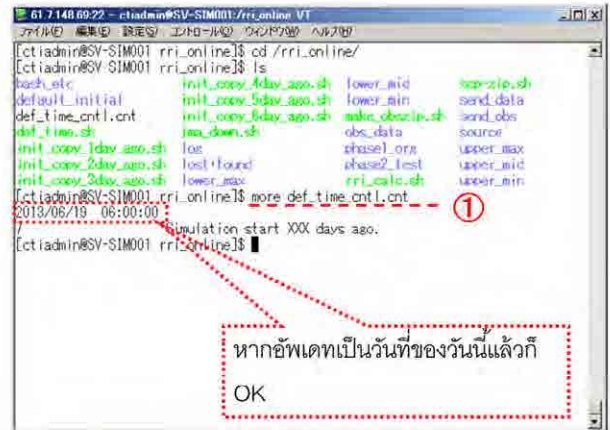 61.7.148.69:22 - ctiadmin@SV-SIM001:/rri_online VT
ファイル(F) 編集(E) 設定(S) コントロール(O) ウィンドウ(W) ヘルプ(H)
[ctiadmin@SV-SIM001 rri_online]$ cd /rri_online/
[ctiadmin@SV-SIM001 rri_online]$ ls
bash_etc init_copy_4day_ago.sh lower_mid scp-zip.sh
default_initial init_copy_5day_ago.sh lower_min send_data
def_time_cntl.cnt init_copy_6day_ago.sh make_obszip.sh send_obs
def_time.sh jma_down.sh obs_data source
init_copy_1day_ago.sh log phase1_org upper_max
init_copy_2day_ago.sh lost+found phase2_test upper_mid
init_copy_3day_ago.sh lower_max rri_calc.sh upper_min
[ctiadmin@SV-SIM001 rri_online]$ more def_time_cntl.cnt
①
2013/06/19 06:00:00
/ Simulation start XXX days ago.
[ctiadmin@SV-SIM001 rri_online]$
หากอัพเดทเป็นวันที่ของวันนี้แล้วก็
OK